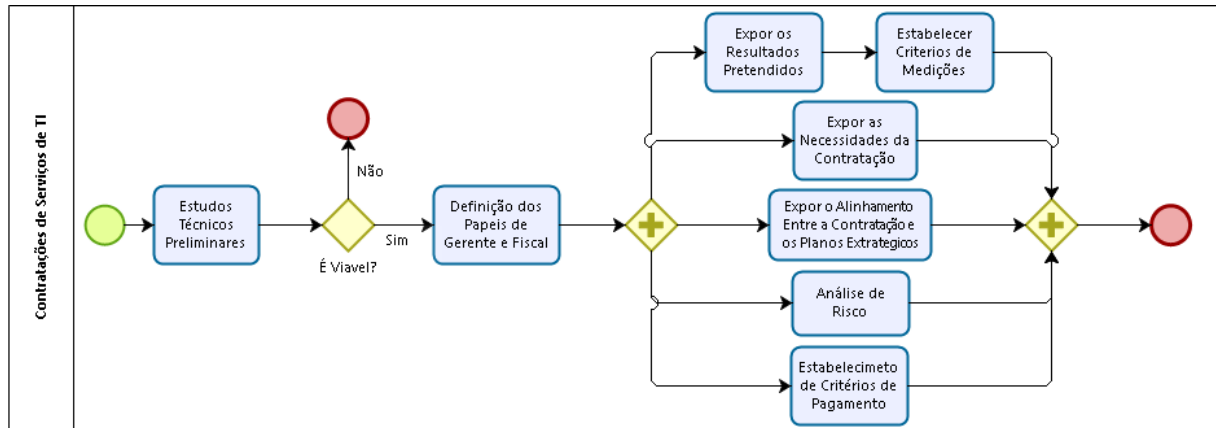 Contratações de Serviços de TI
Estudos
Técnicos
Preliminares
É Viavel?
Não
Sim
Definição dos
Papeis de
Gerente e Fiscal
Expor os
Resultados
Pretendidos
Estabelecer
Criterios de
Medições
Expor as
Necessidades da
Contratação
Expor o Alinhamento
Entre a Contratação e
os Planos Extrategicos
Análise de
Risco
Estabelecimeto
de Critérios de
Pagamento